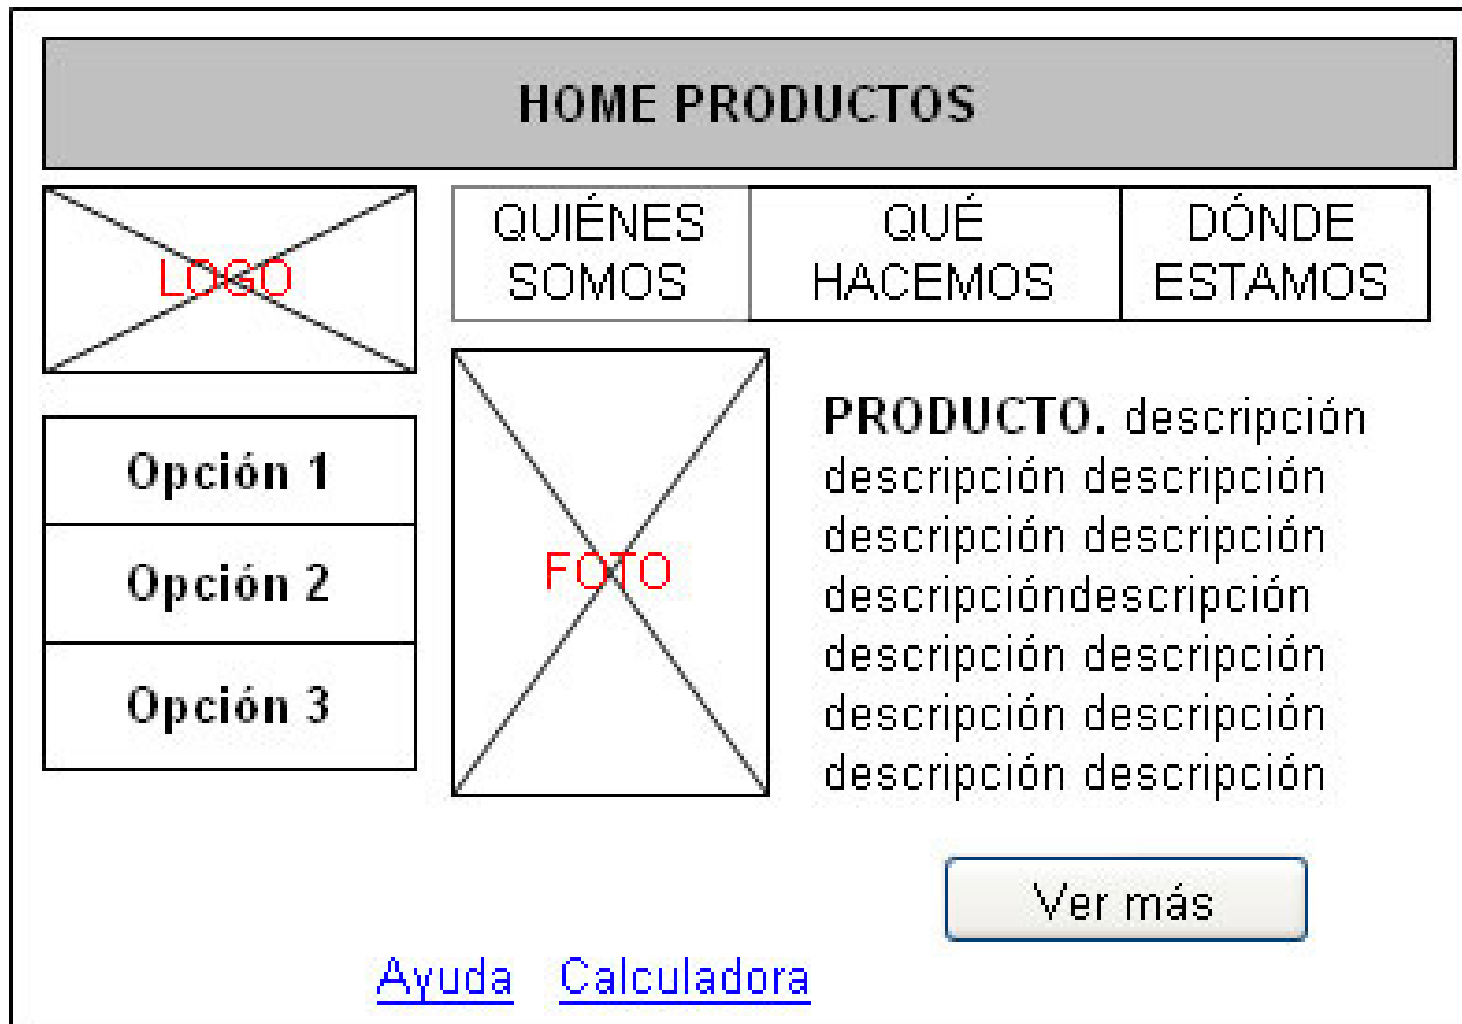 HOME PRODUCTOS
LOGO
QUIÉNES
SOMOS
QUÉ
HACEMOS
DÓNDE
ESTAMOS
Opción 1
Opción 2
Opción 3
FOTO
PRODUCTO. descripción
descripción descripción
descripción descripción
descripcióndescripción
descripción descripción
descripción descripción
descripción descripción
Ver más
Ayuda Calculadora